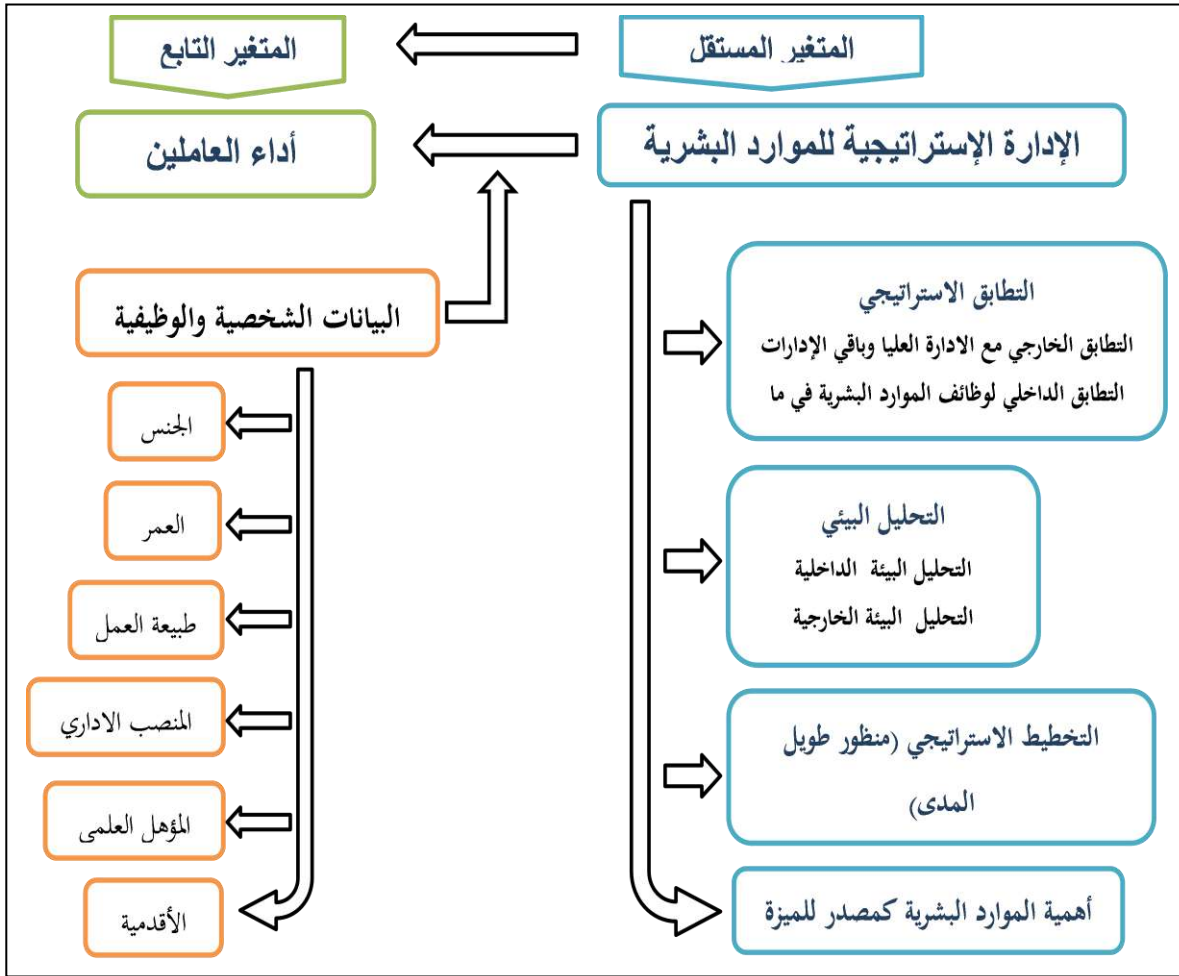 المتغير المستقل
المتغير التابع
الإدارة الإستراتيجية للموارد البشرية
أداء العاملين
التطابق الاستراتيجي
التطابق الخارجي مع الادارة العليا وباقي الإدارات
التطابق الداخلي لوظائف الموارد البشرية في ما
التحليل البيئي
التحليل البيئة الداخلية
التحليل البيئة الخارجية
التخطيط الاستراتيجي (منظور طويل
المدى)
أهمية الموارد البشرية كمصدر للميزة
البيانات الشخصية والوظيفية
الجنس
العمر
طبيعة العمل
المنصب الاداري
المؤهل العلمى
الأقدمية